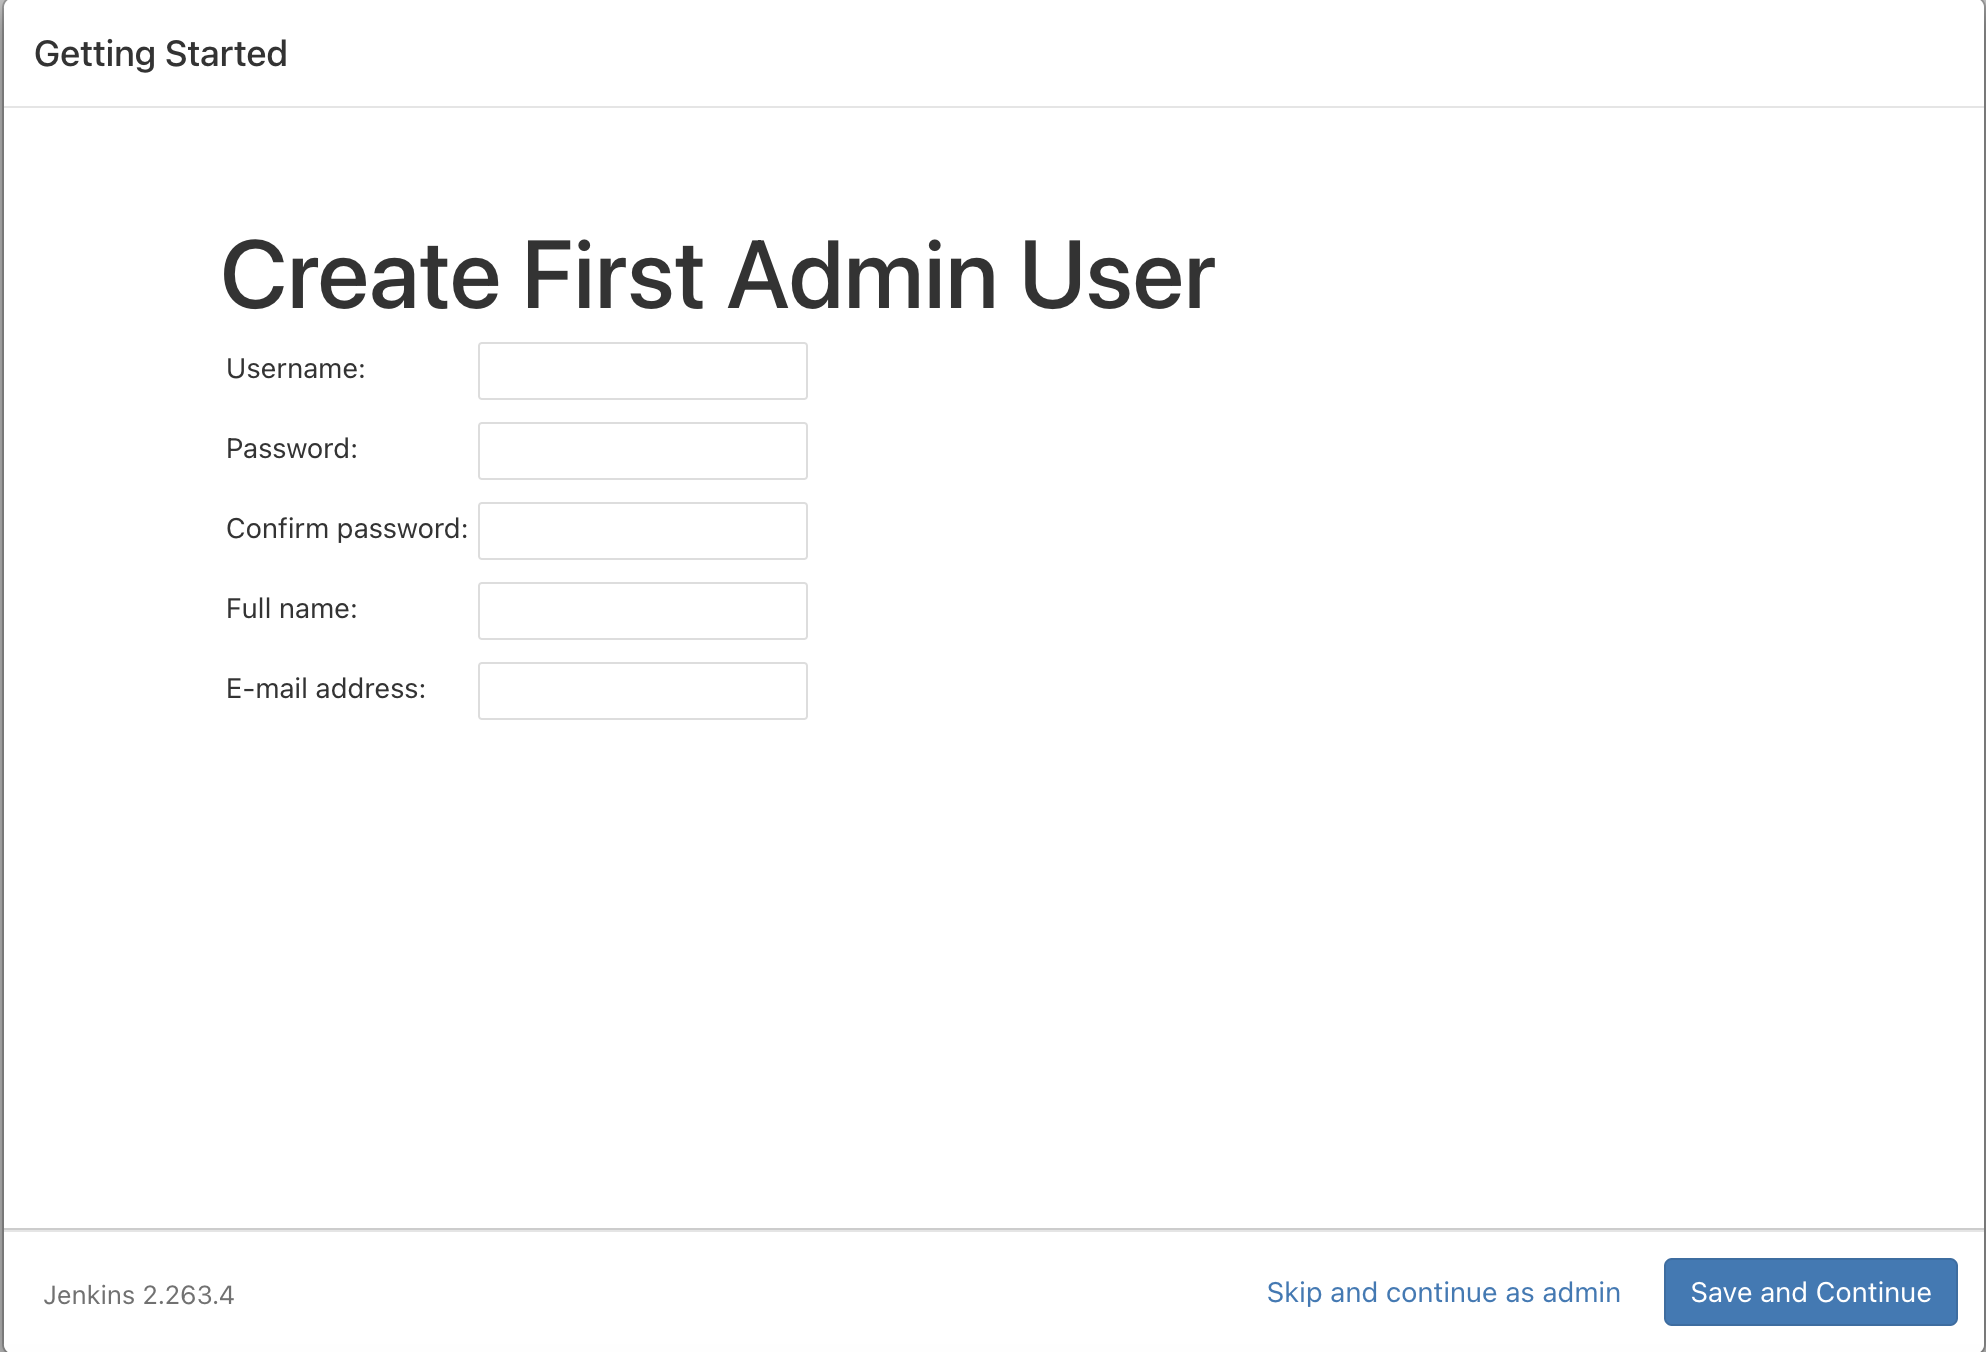 Getting Started
Create First Admin User
Username:
Password:
Confirm password:
Full name:
E-mail address:
Jenkins 2.263.4
Skip and continue as admin
Save and Continue